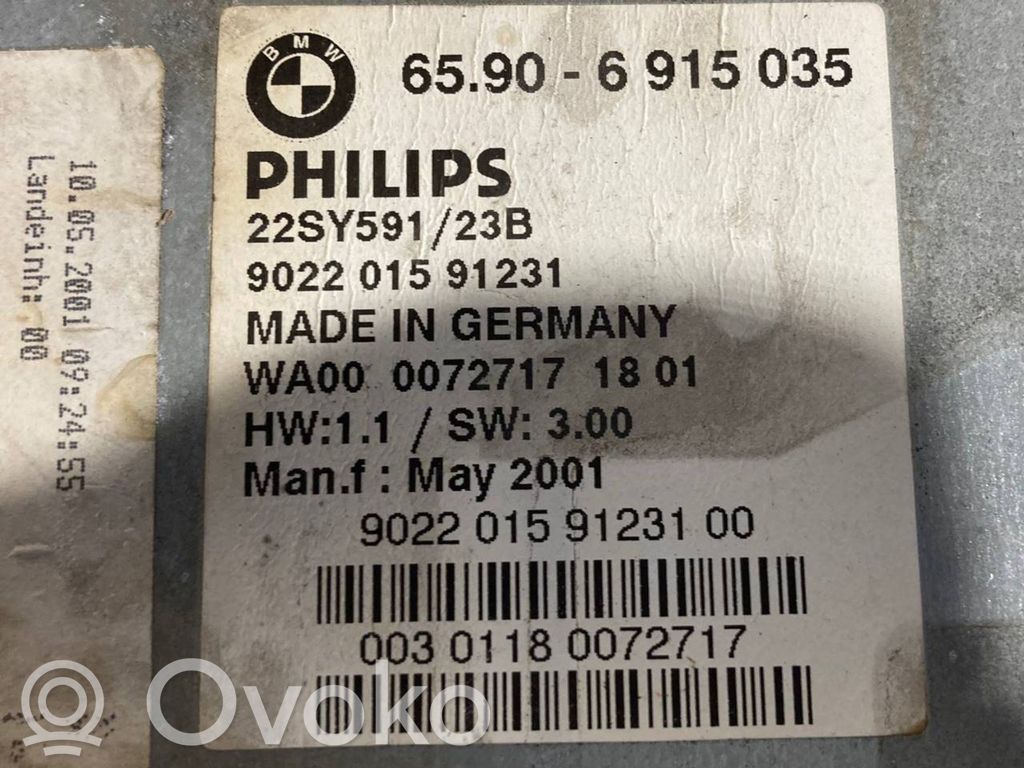 BMW
65.90 - 6 915 035
PHILIPS
22SY591/23B
9022 015 91231
MADE IN GERMANY
WA00 0072717 18 01
HW:1.1 / SW: 3.00
Man.f : May 2001
9022 015 91231 00
003 0118 0072717
10.05.2001 09:24:55
Landeinh: 00
Ovoko